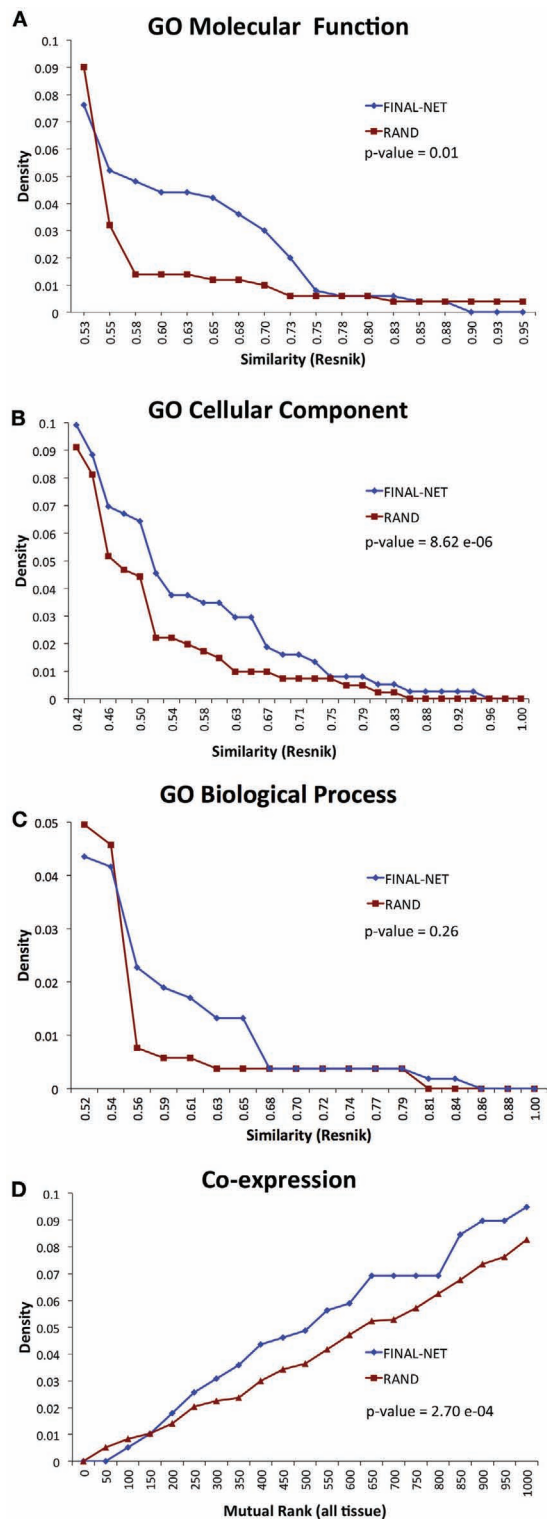 A
GO Molecular Function
0.1
0.09
0.08
0.07
0.06
0.05
0.04
0.03
0.02
0.01
0
Density
FINAL-NET
RAND
p-value = 0.01
0.53 0.55 0.58 0.60 0.63 0.65 0.68 0.70 0.73 0.75 0.78 0.80 0.83 0.85 0.88 0.90 0.93 0.95
Similarity (Resnik)
B
GO Cellular Component
0.1
0.09
0.08
0.07
0.06
0.05
0.04
0.03
0.02
0.01
0
Density
FINAL-NET
RAND
p-value = 8.62 e-06
0.42 0.46 0.50 0.54 0.58 0.63 0.67 0.71 0.75 0.79 0.83 0.88 0.92 0.96 1.00
Similarity (Resnik)
C
GO Biological Process
0.05
0.04
0.03
0.02
0.01
0
Density
FINAL-NET
RAND
p-value = 0.26
0.52 0.54 0.56 0.59 0.61 0.63 0.65 0.68 0.70 0.72 0.74 0.77 0.79 0.81 0.84 0.86 0.88 1.00
Similarity (Resnik)
D
Co-expression
0.1
0.09
0.08
0.07
0.06
0.05
0.04
0.03
0.02
0.01
0
Density
FINAL-NET
RAND
p-value = 2.70 e-04
0 50 100 150 200 250 300 350 400 450 500 550 600 650 700 750 800 850 900 950 1000
Mutual Rank (all tissue)